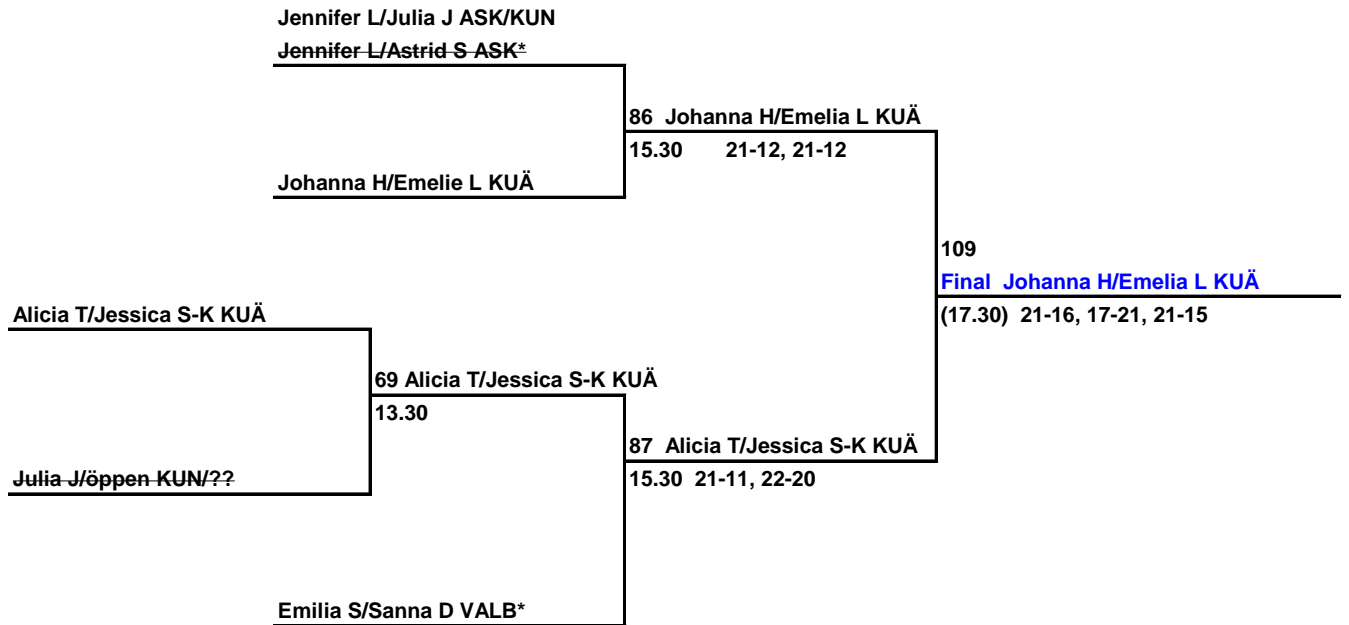 Jennifer L/Julia J ASK/KUN
Jennifer L/Astrid S ASK*
86 Johanna H/Emelia L KUÄ
15.30 21-12, 21-12
Johanna H/Emelie L KUÄ
109
Final Johanna H/Emelia L KUÄ
(17.30) 21-16, 17-21, 21-15
Alicia T/Jessica S-K KUÄ
69 Alicia T/Jessica S-K KUÄ
13.30
87 Alicia T/Jessica S-K KUÄ
15.30 21-11, 22-20
Julia J/öppen KUN/??
Emilia S/Sanna D VALB*